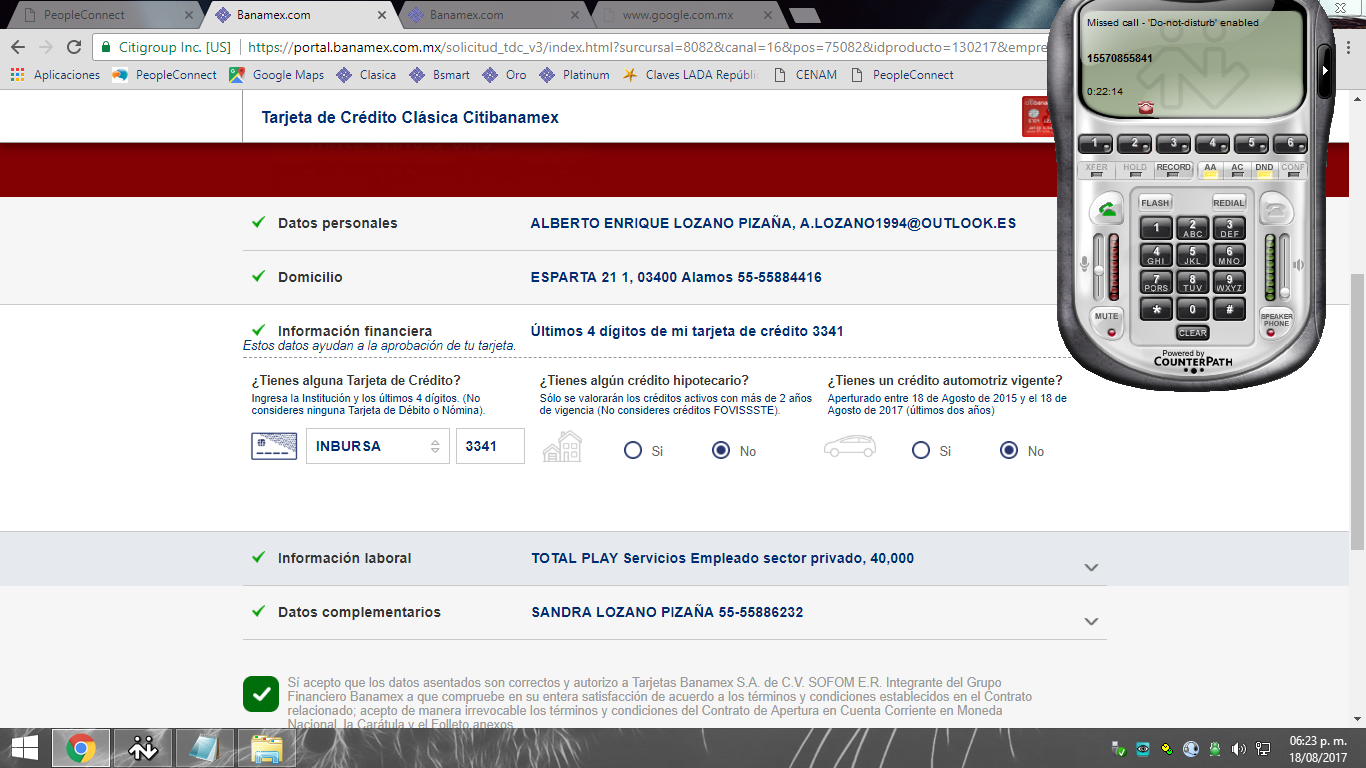 PeopleConnect
Banamex.com
Banamex.com
www.google.com.mx
Citigroup Inc. [US]
https://portal.banamex.com.mx/solicitud_tdc_v3/index.html?sursursal=8082&canal=16&pos=75082&idproducto=130217&empre
Aplicaciones
PeopleConnect
Google Maps
Clasica
Bsmart
Oro
Platinum
Claves LADA Repúblic
CENAM
PeopleConnect
Tarjeta de Crédito Clásica Citibanamex
Datos personales
ALBERTO ENRIQUE LOZANO PIZAÑA, A.LOZANO1994@OUTLOOK.ES
Domicilio
ESPARTA 21 1, 03400 Alamos 55-55884416
Información financiera
Últimos 4 dígitos de mi tarjeta de crédito 3341
Estos datos ayudan a la aprobación de tu tarjeta.
¿Tienes alguna Tarjeta de Crédito?
Ingresa la Institución y los últimos 4 dígitos. (No
consideres ninguna Tarjeta de Débito o Nómina).
INBURSA
3341
¿Tienes algún crédito hipotecario?
Sólo se valorarán los créditos activos con más de 2 años
de vigencia (No consideres créditos FOVISSSTE).
Si
No
¿Tienes un crédito automotriz vigente?
Aperturado entre 18 de Agosto de 2015 y el 18 de
Agosto de 2017 (últimos dos años)
Si
No
Información laboral
TOTAL PLAY Servicios Empleado sector privado, 40,000
Datos complementarios
SANDRA LOZANO PIZAÑA 55-55886232
Sí acepto que los datos asentados son correctos y autorizo a Tarjetas Banamex S.A. de C.V. SOFOM E.R. Integrante del Grupo
Financiero Banamex a que compruebe en su entera satisfacción de acuerdo a los términos y condiciones establecidos en el Contrato
relacionado; acepto de manera irrevocable los términos y condiciones del Contrato de Apertura en Cuenta Corriente en Moneda
Nacional, la Carátula y el Folleto anexos
Missed call - 'Do-not-disturb' enabled
15570855841
0:22:14
1
2
3
4
5
6
XFER
HOLD
RECORD
AA
AC
DND
CONF
FLASH
REDIAL
1
2 ABC
3 DEF
4 GHI
5 JKL
6 MNO
7 PQRS
8 TUV
9 WXYZ
*
0
#
MUTE
CLEAR
SPEAKER
PHONE
Powered by
COUNTERPATH
06:23 p. m.
18/08/2017